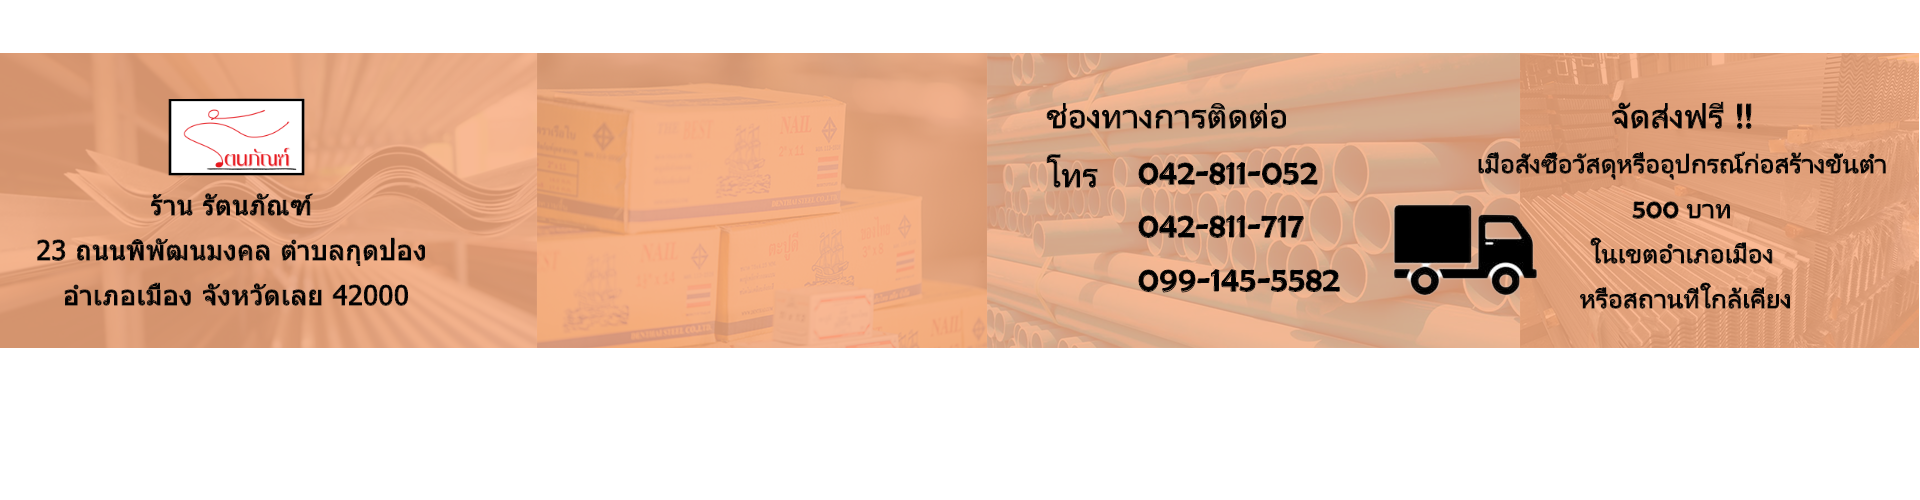 รัตนภัณฑ์
ร้าน รัตนภัณฑ์
23 ถนนพิพัฒนมงคล ตำบลกุดป่อง
อำเภอเมือง จังหวัดเลย 42000
BEST
NAIL
NAIL
NAIL
ช่องทางการติดต่อ
โทร 042-811-052
042-811-717
099-145-5582
จัดส่งฟรี !!
เมื่อสั่งซื้อวัสดุหรืออุปกรณ์ก่อสร้างขั้นต่ำ
500 บาท
ในเขตอำเภอเมือง
หรือสถานที่ใกล้เคียง